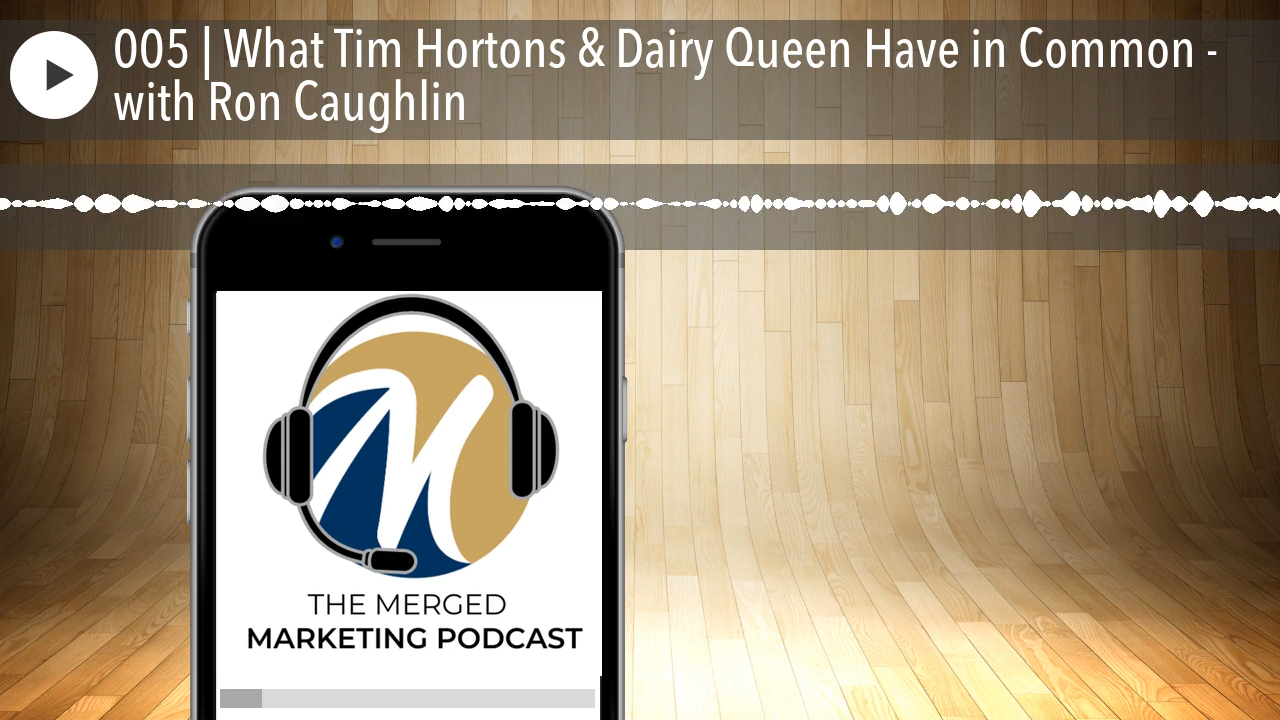 005 | What Tim Hortons & Dairy Queen Have in Common -
with Ron Caughlin
M
THE MERGED
MARKETING PODCAST